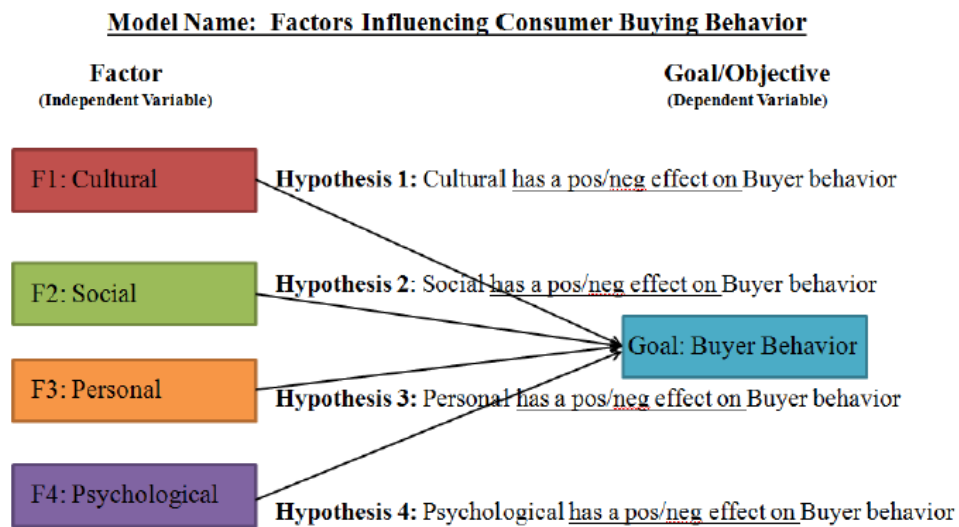 Model Name:  Factors Influencing Consumer Buying Behavior
Factor
(Independent Variable)
Goal/Objective
(Dependent Variable)
F1: Cultural
Hypothesis 1: Cultural has a pos/neg effect on Buyer behavior
F2: Social
Hypothesis 2: Social has a pos/neg effect on Buyer behavior
Goal: Buyer Behavior
F3: Personal
Hypothesis 3: Personal has a pos/neg effect on Buyer behavior
F4: Psychological
Hypothesis 4: Psychological has a pos/neg effect on Buyer behavior